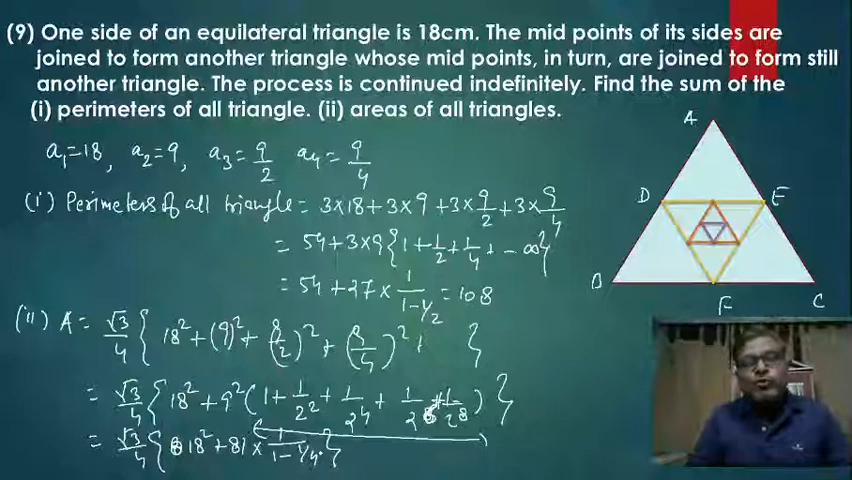 (9) One side of an equilateral triangle is 18cm. The mid points of its sides are
joined to form another triangle whose mid points, in turn, are joined to form still
another triangle. The process is continued indefinitely. Find the sum of the
(i) perimeters of all triangle. (ii) areas of all triangles.
a₁=18, a₂=9, a₃=9/2 a₄=9/4
(i) Perimeters of all triangle = 3×18+3×9+3×9/2+3×9/4
= 54+3×9{1+1/2+1/4+--∞}
= 54+27×1/(1-1/2)=108
(ii) A = √3/4{18²+(9)²+(9/2)²+(9/4)²+ }
= √3/4{18²+9²(1+1/2²+1/2⁴+ )}
= √3/4{18²+81×1/(1-1/4)}
A
D
E
B
F
C